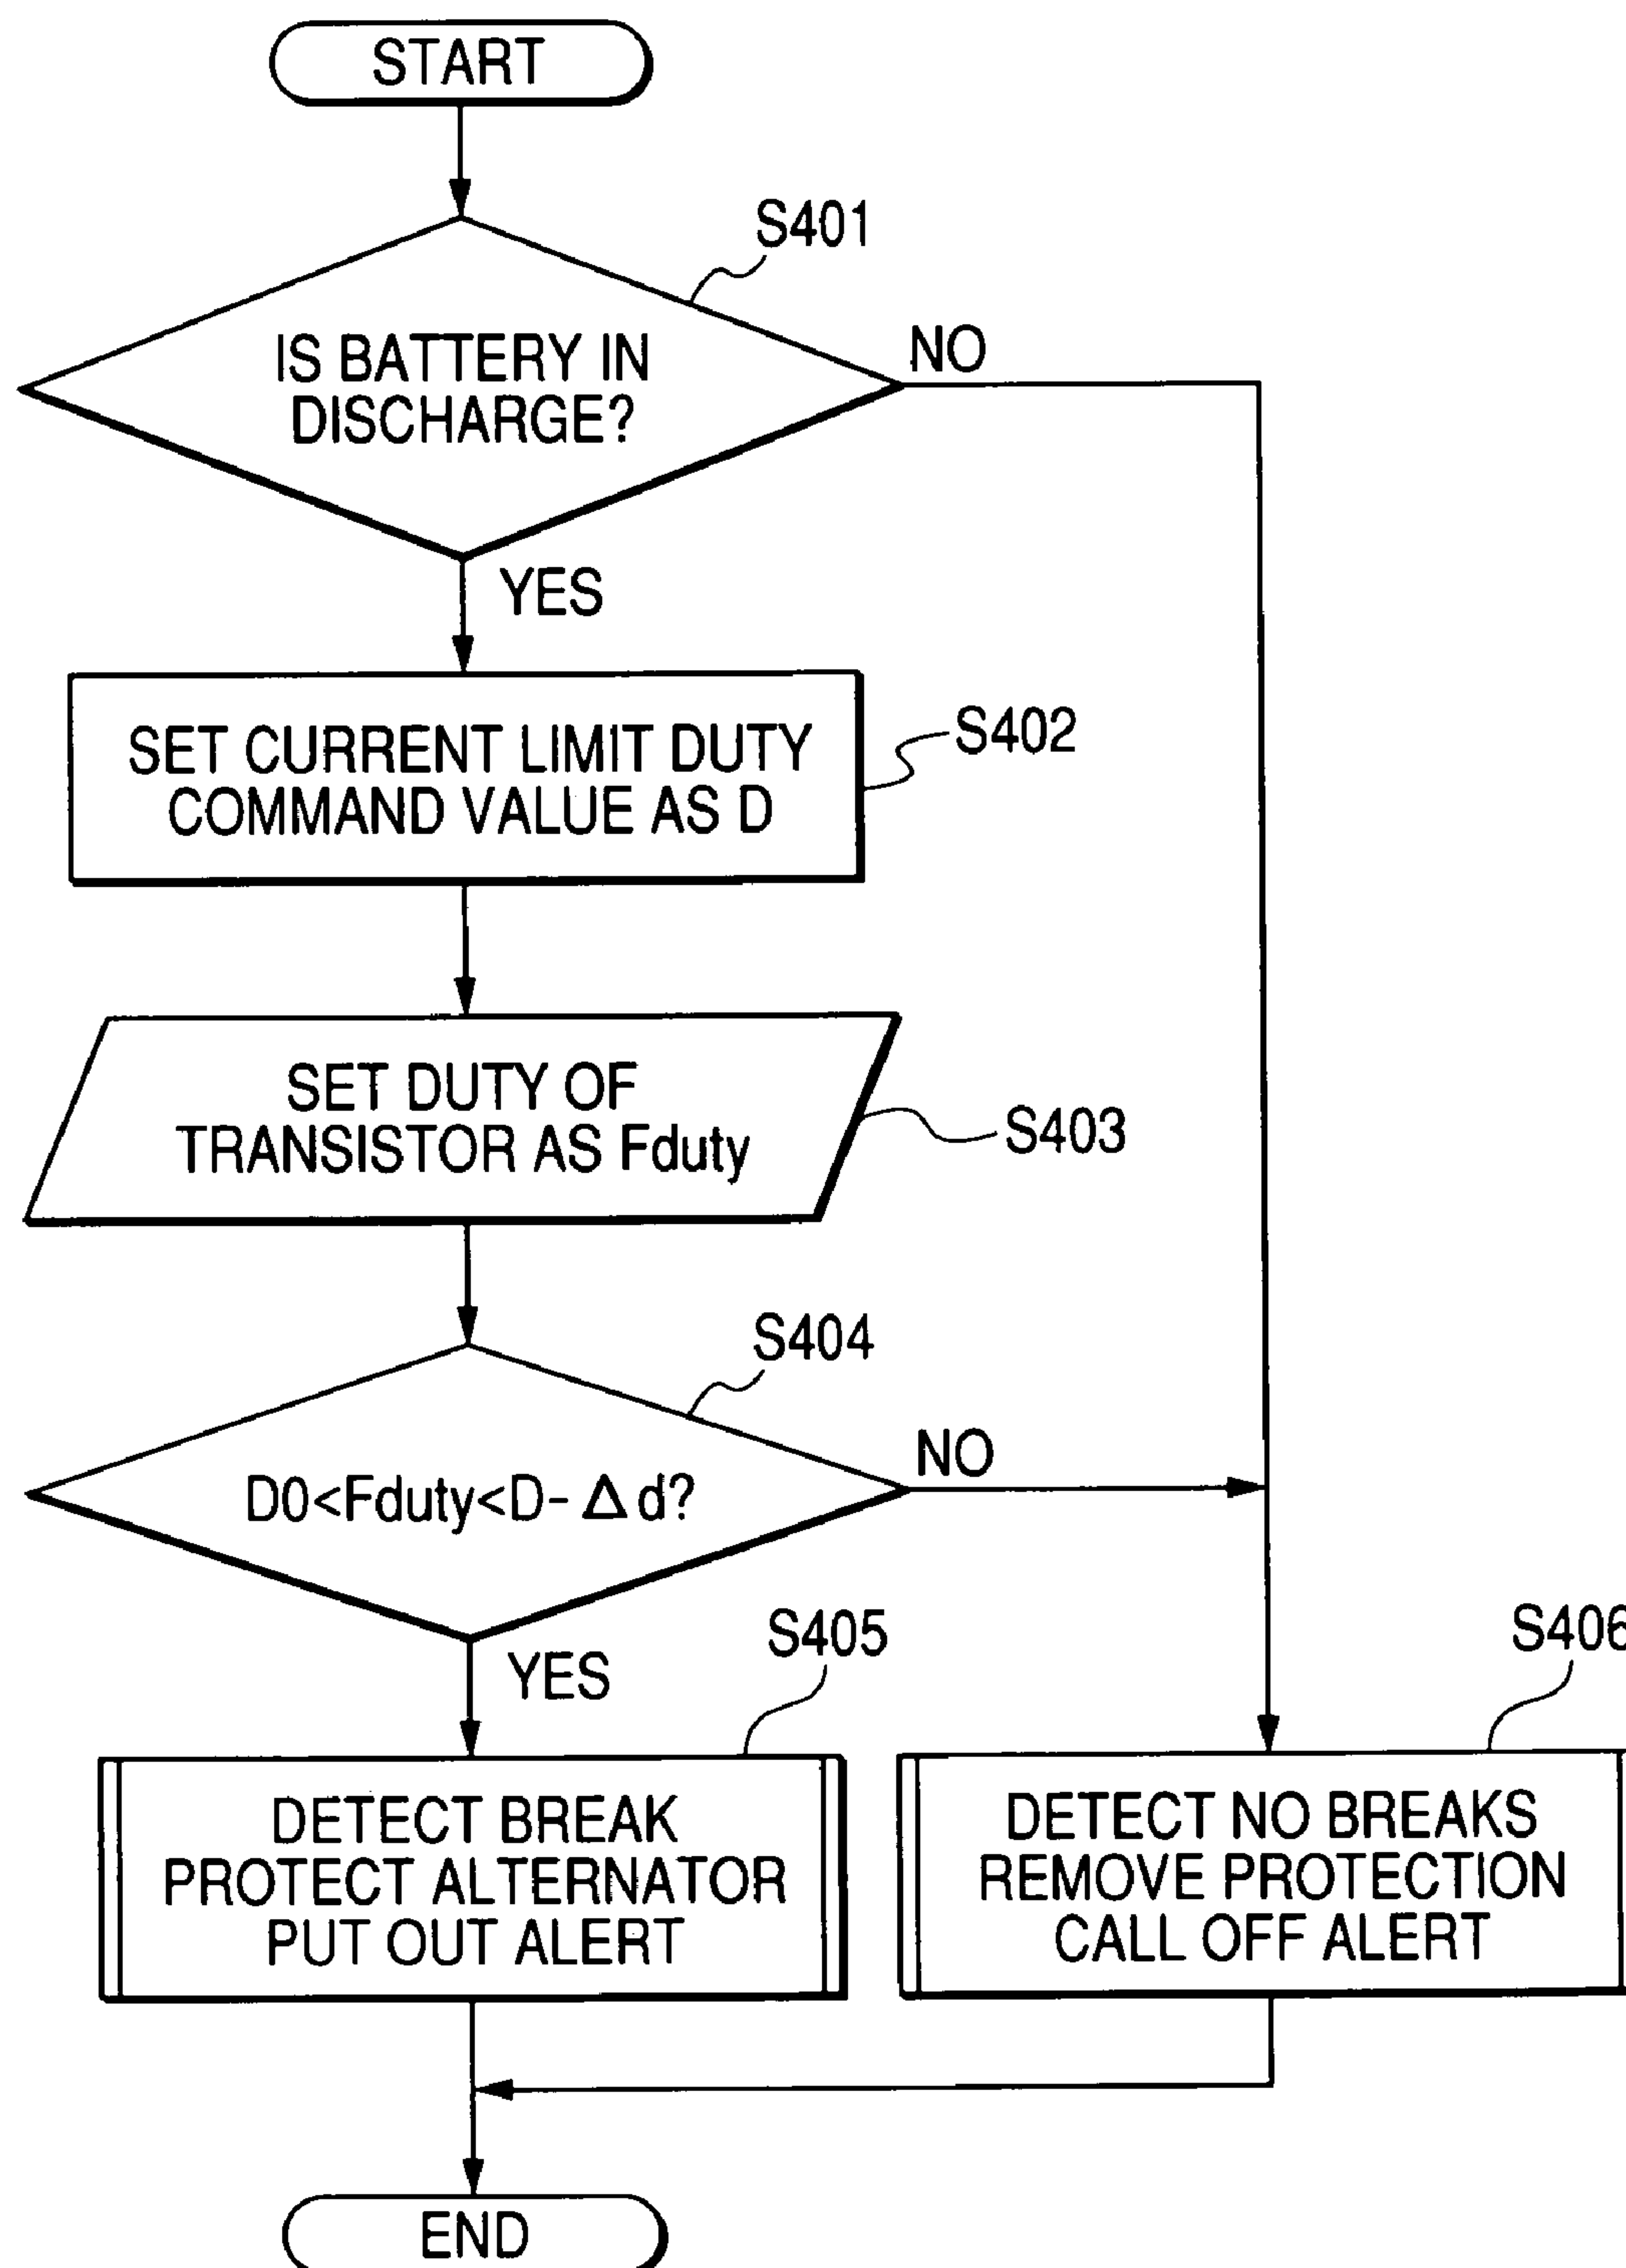 START
S401
IS BATTERY IN
DISCHARGE?
NO
YES
SET CURRENT LIMIT DUTY
COMMAND VALUE AS D
S402
SET DUTY OF
TRANSISTOR AS Fduty
S403
S404
D0<Fduty<D- Δd?
NO
YES
S405
S406
DETECT BREAK
PROTECT ALTERNATOR
PUT OUT ALERT
DETECT NO BREAKS
REMOVE PROTECTION
CALL OFF ALERT
END